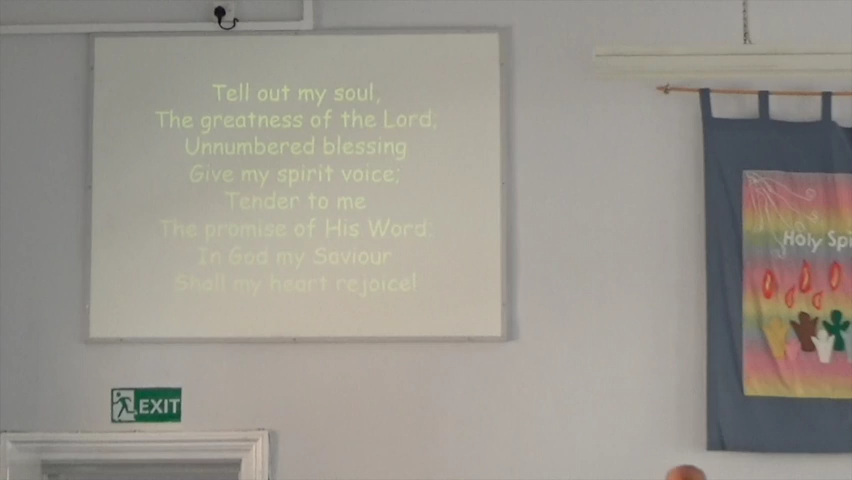 Tell out my soul,
The greatness of the Lord;
Unnumbered blessing
Give my spirit voice;
Tender to me
The promise of His Word:
In God my Saviour
Shall my heart rejoice!
EXIT
Holy Spi